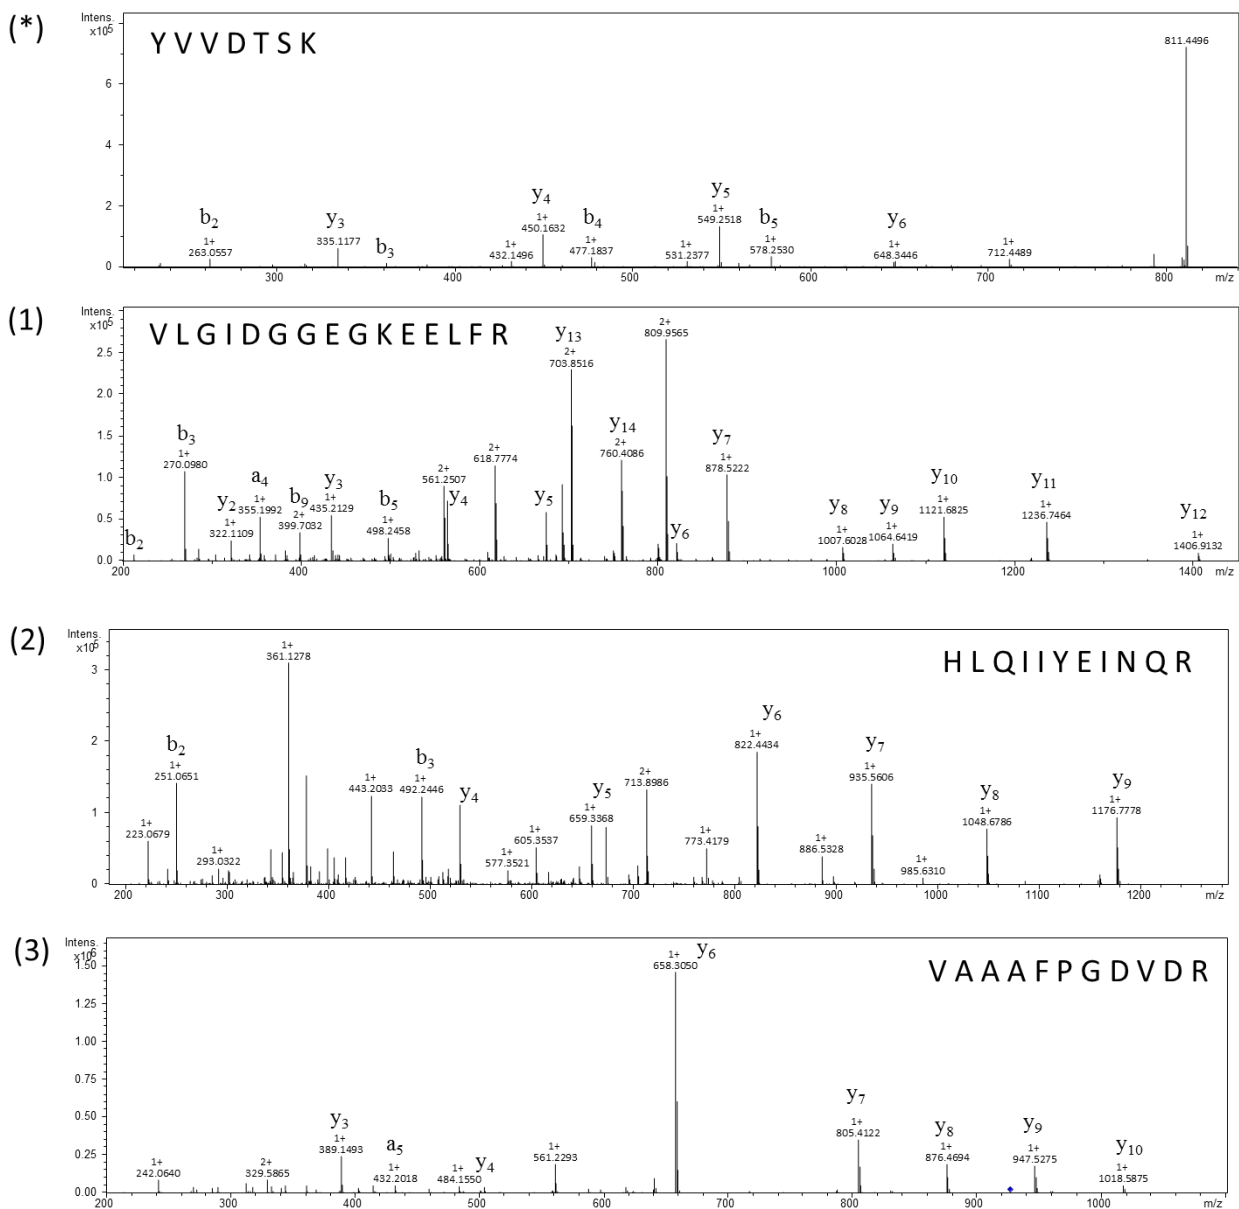 (*)
Intens.
x10⁵
Y V V D T S K
6
4
2
0
b₂
1+
263.0557
y₃
335.1177
b₃
1+
432.1496
y₄
1+
450.1632
b₄
1+
477.1837
1+
531.2377
y₅
1+
549.2518
b₅
1+
578.2530
y₆
1+
648.3446
1+
712.4489
811.4496
300 400 500 600 700 800 m/z
(1)
Intens.
x10⁵
V L G I D G G E G K E E L F R
2.5
2.0
1.5
1.0
0.5
0.0
b₂
b₃
1+
270.0980
y₂
1+
322.1109
a₄
1+
355.1992
b₉
2+
399.7032
y₃
1+
435.2129
b₅
1+
498.2458
2+
561.2507
y₄
2+
618.7774
y₅
y₁₃
2+
703.8516
y₁₄
2+
760.4086
2+
809.9565
y₆
y₇
1+
878.5222
y₈
1+
1007.6028
y₉
1+
1064.6419
y₁₀
1+
1121.6825
y₁₁
1+
1236.7464
y₁₂
1+
1406.9132
200 400 600 800 1000 1200 1400 m/z
(2)
Intens.
x10⁵
H L Q I I Y E I N Q R
3
2
1
0
1+
223.0679
b₂
1+
251.0651
1+
293.0322
1+
361.1278
1+
443.2033
b₃
1+
492.2446
y₄
1+
577.3521
1+
605.3537
y₅
1+
659.3368
2+
713.8986
1+
773.4179
y₆
1+
822.4434
1+
886.5328
y₇
1+
935.5606
1+
985.6310
y₈
1+
1048.6786
y₉
1+
1176.7778
200 300 400 500 600 700 800 900 1000 1100 1200 m/z
(3)
Intens.
x10⁶
V A A A F P G D V D R
1.50
1.25
1.00
0.75
0.50
0.25
0.00
1+
242.0640
2+
329.5865
y₃
1+
389.1493
a₅
1+
432.2018
1+
484.1550
y₄
1+
561.2293
y₆
1+
658.3050
y₇
1+
805.4122
y₈
1+
876.4694
y₉
1+
947.5275
y₁₀
1+
1018.5875
200 300 400 500 600 700 800 900 1000 m/z